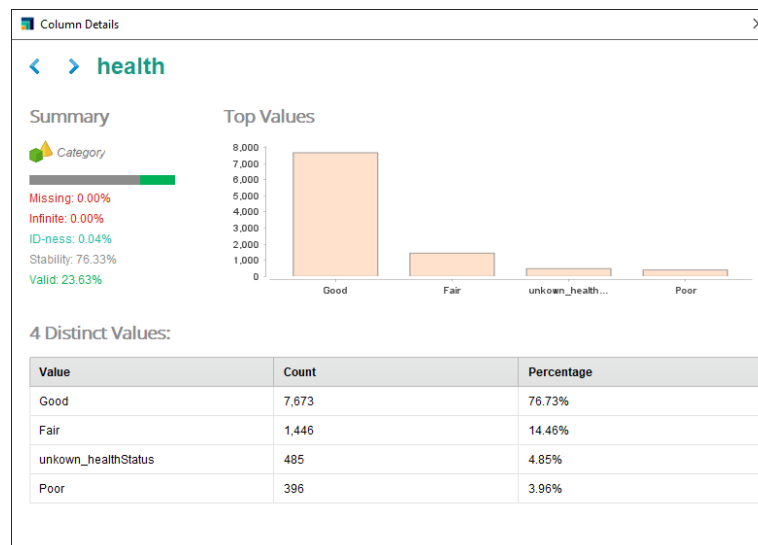 Column Details
health
Summary
Category
Missing: 0.00%
Infinite: 0.00%
ID-ness: 0.04%
Stability: 76.33%
Valid: 23.63%
Top Values
8,000
7,000
6,000
5,000
4,000
3,000
2,000
1,000
0
Good Fair unkown_health... Poor
4 Distinct Values:
Value Count Percentage
Good 7,673 76.73%
Fair 1,446 14.46%
unkown_healthStatus 485 4.85%
Poor 396 3.96%